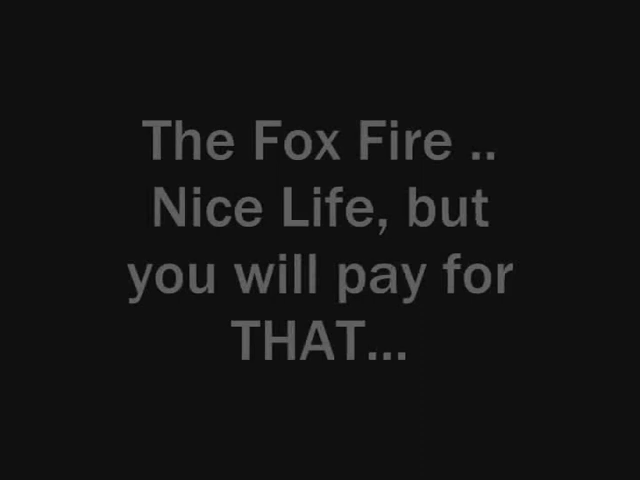 The Fox Fire ..
Nice Life, but
you will pay for
THAT...